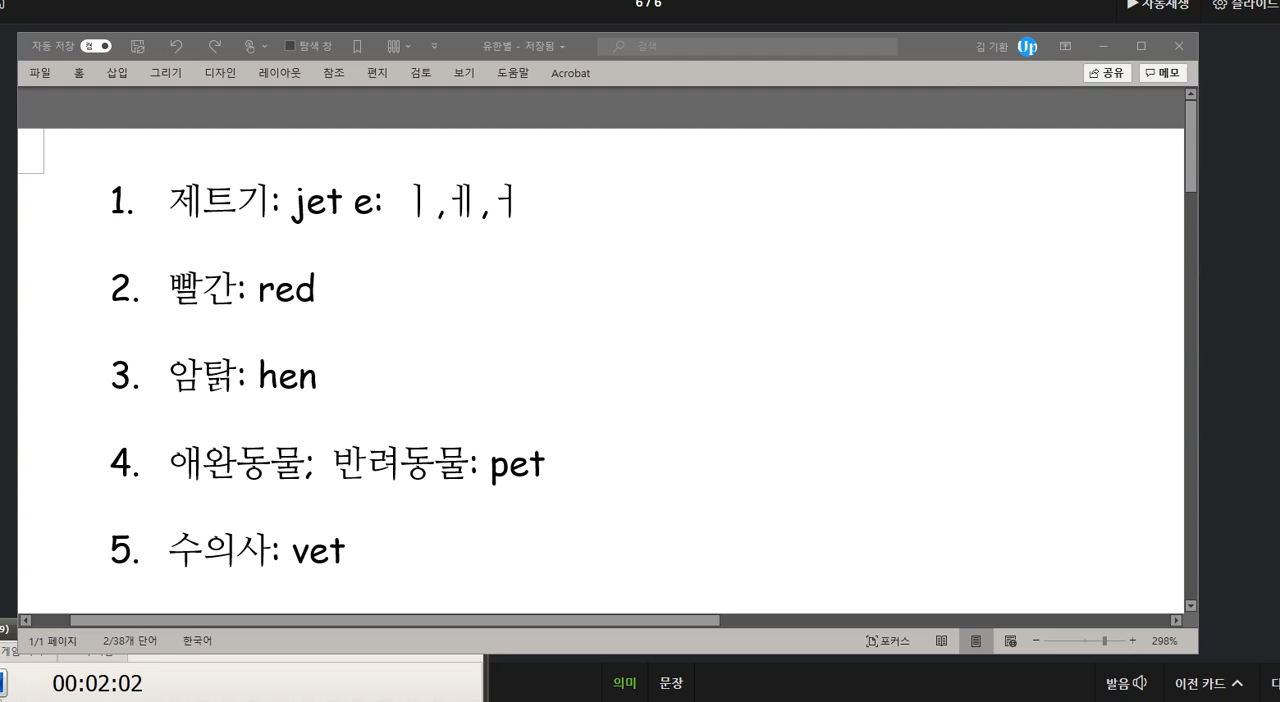 6 / 6
▶ 자동재생
슬라이드
자동 저장 컴 탐색 창 유한별 - 저장됨 검색 김 기환 Up
파일 홈 삽입 그리기 디자인 레이아웃 참조 편지 검토 보기 도움말 Acrobat 공유 메모
1. 제트기: jet e: ㅣ,ㅔ,ㅓ
2. 빨간: red
3. 암탉: hen
4. 애완동물; 반려동물: pet
5. 수의사: vet
9)
1/1 페이지 2/38개 단어 한국어 포커스 298%
00:02:02 의미 문장 발음 이전 카드